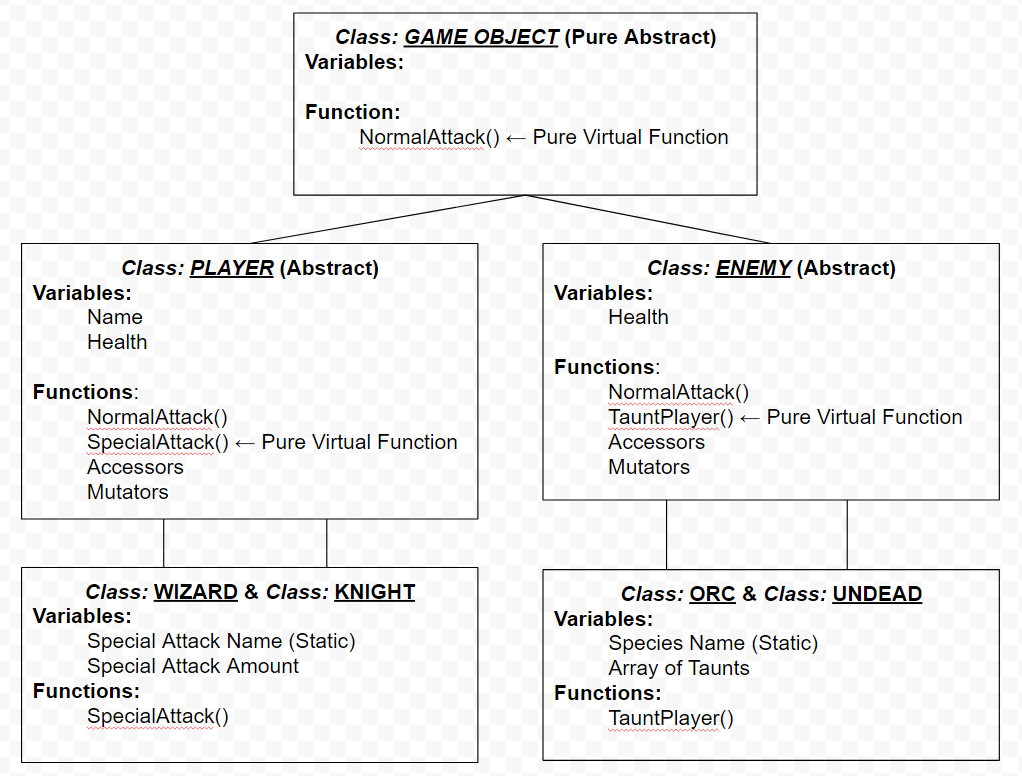 Class: GAME OBJECT (Pure Abstract)
Variables:
Function:
NormalAttack() ← Pure Virtual Function
Class: PLAYER (Abstract)
Variables:
Name
Health
Functions:
NormalAttack()
SpecialAttack() ← Pure Virtual Function
Accessors
Mutators
Class: ENEMY (Abstract)
Variables:
Health
Functions:
NormalAttack()
TauntPlayer() ← Pure Virtual Function
Accessors
Mutators
Class: WIZARD & Class: KNIGHT
Variables:
Special Attack Name (Static)
Special Attack Amount
Functions:
SpecialAttack()
Class: ORC & Class: UNDEAD
Variables:
Species Name (Static)
Array of Taunts
Functions:
TauntPlayer()